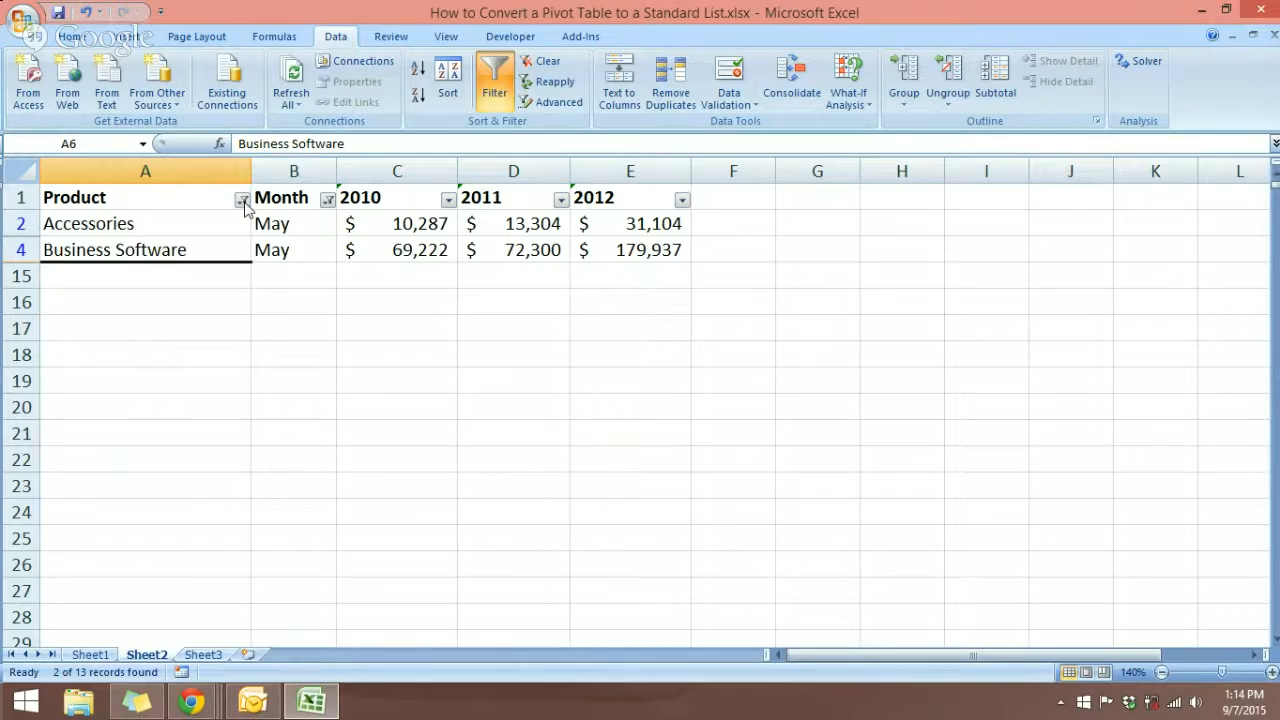 How to Convert a Pivot Table to a Standard List.xlsx - Microsoft Excel
Google
Home Insert Page Layout Formulas Data Review View Developer Add-Ins
From Access
From Web
From Text
From Other Sources
Existing Connections
Get External Data
Refresh All
Connections
Properties
Edit Links
Connections
Sort
Filter
Clear
Reapply
Advanced
Sort & Filter
Text to Columns
Remove Duplicates
Data Validation
Consolidate
What-If Analysis
Data Tools
Group
Ungroup
Subtotal
Show Detail
Hide Detail
Outline
Solver
Analysis
A6 fx Business Software
A B C D E F G H I J K L
1 Product Month 2010 2011 2012
2 Accessories May $ 10,287 $ 13,304 $ 31,104
4 Business Software May $ 69,222 $ 72,300 $ 179,937
15
16
17
18
19
20
21
22
23
24
25
26
27
28
29
Sheet1 Sheet2 Sheet3
Ready 2 of 13 records found 140%
1:14 PM
9/7/2015